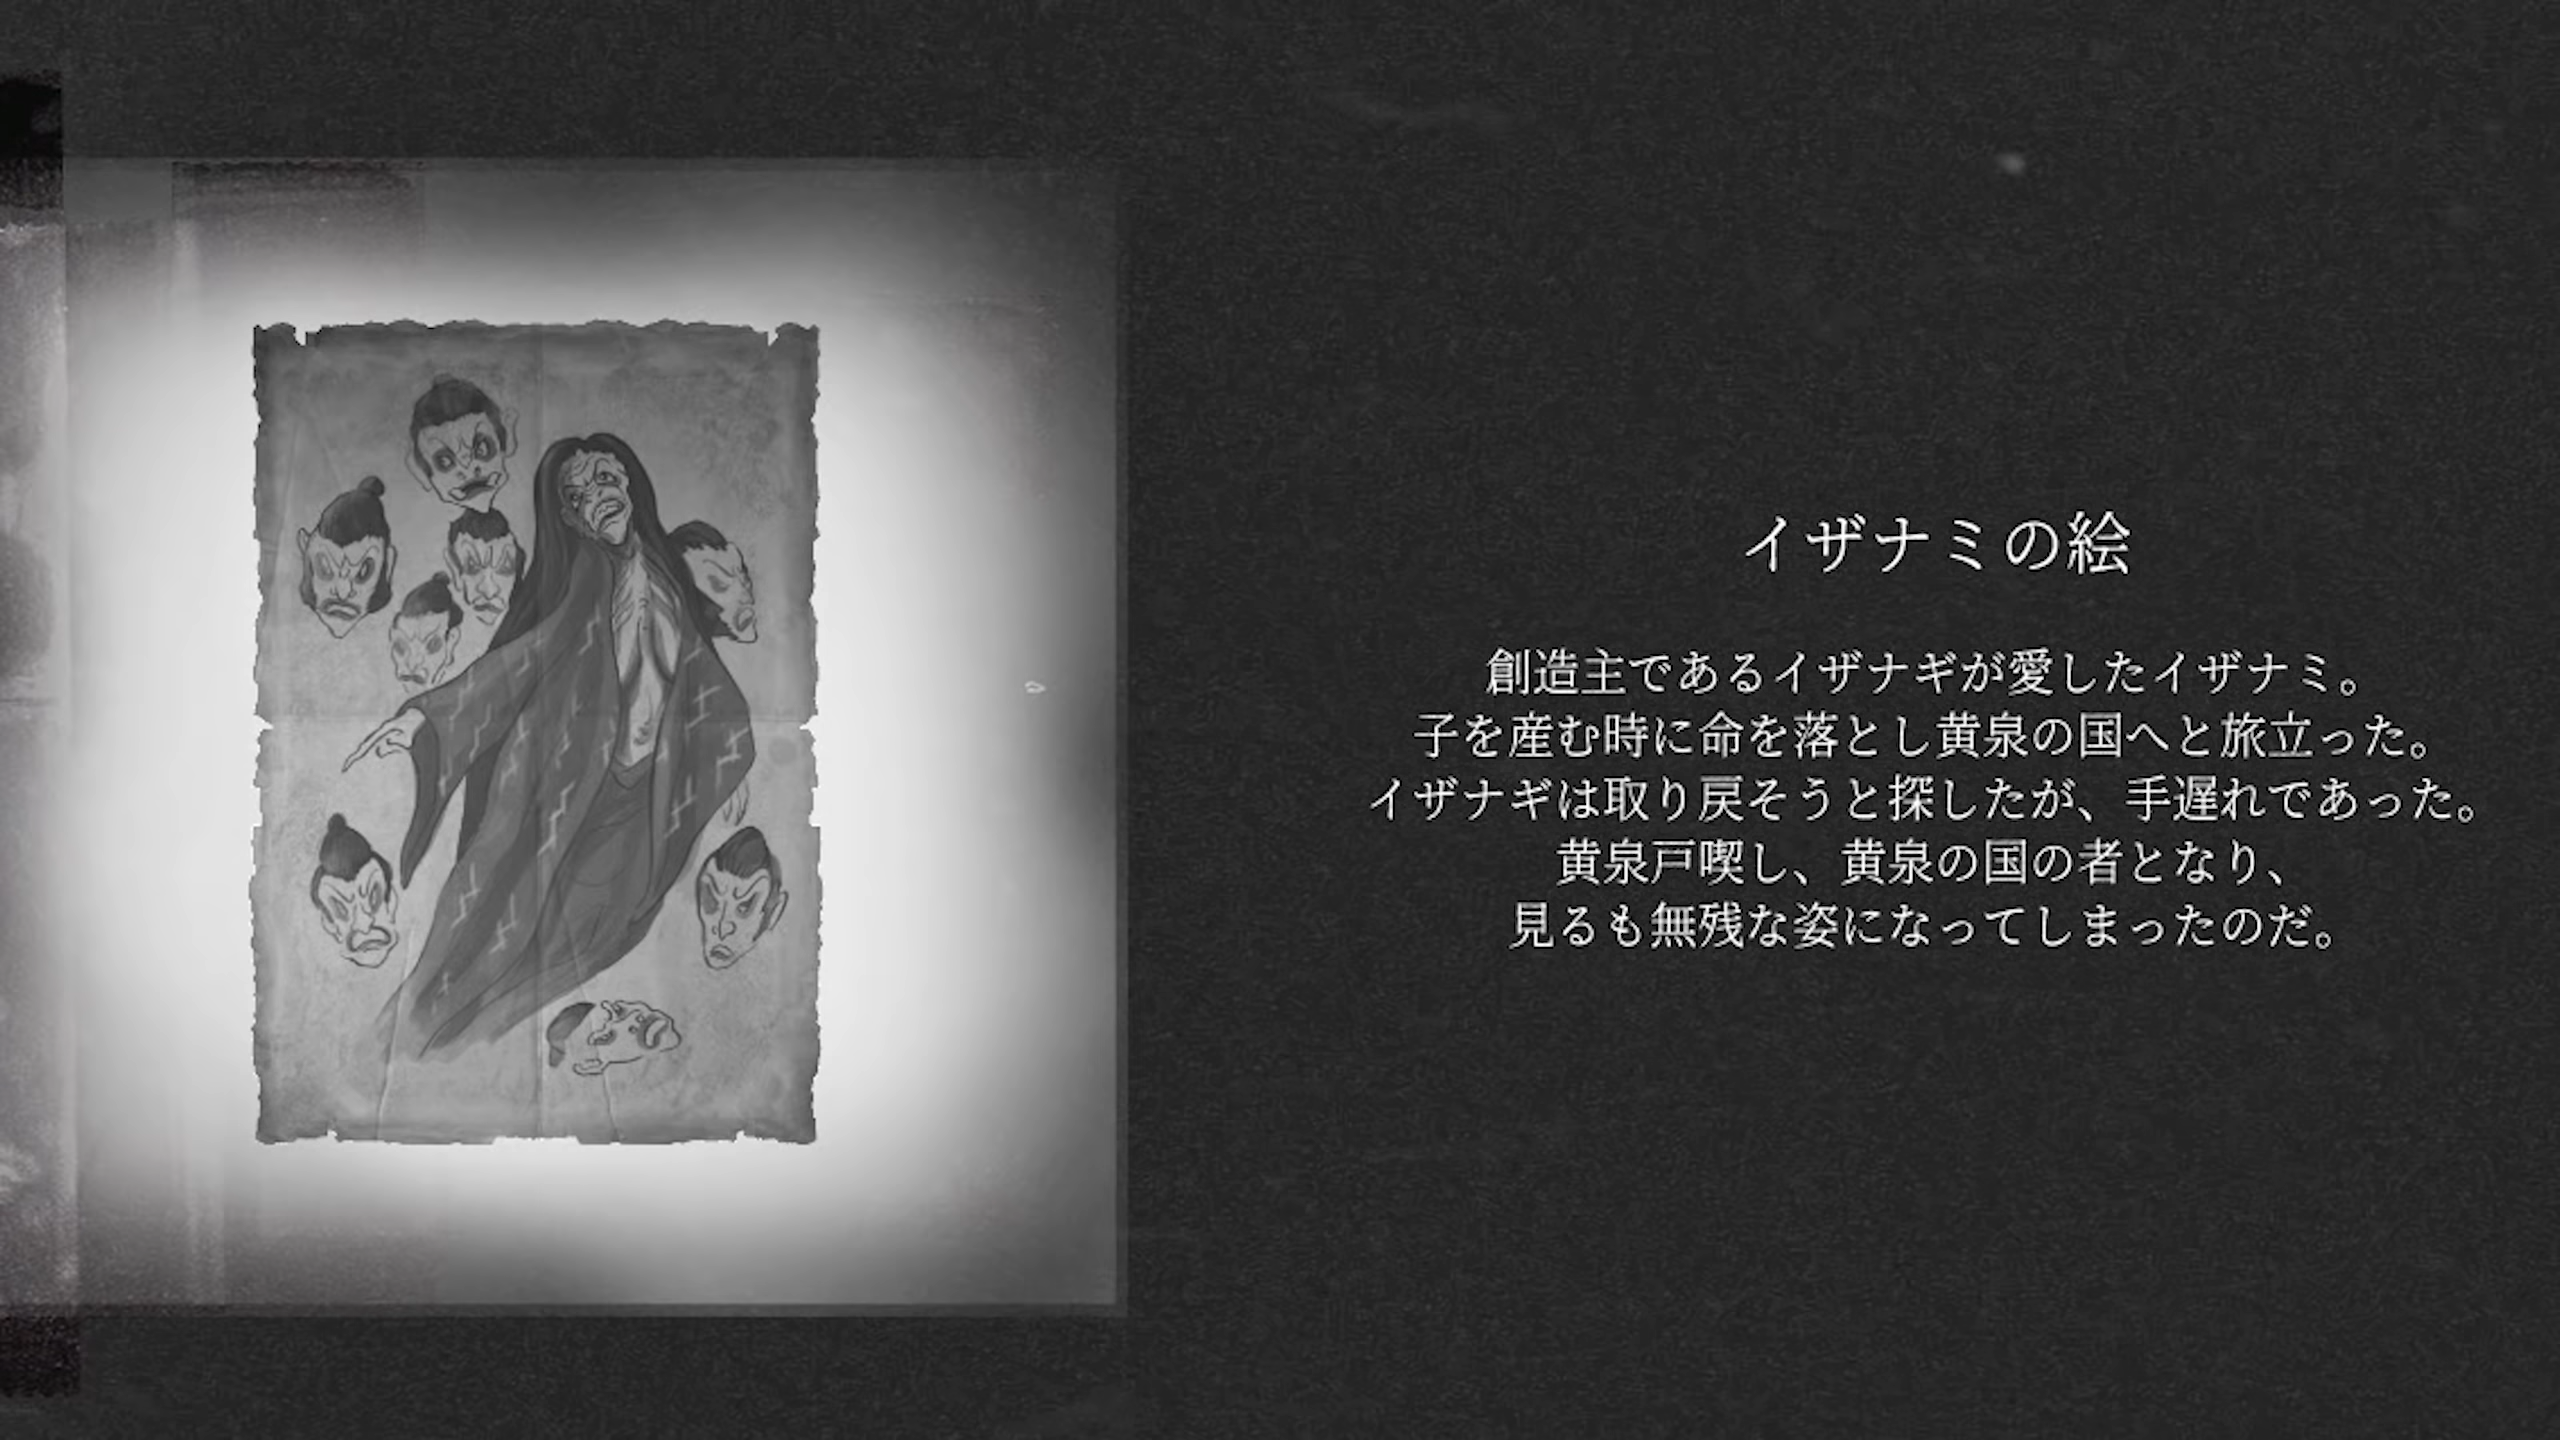 イザナミの絵
創造主であるイザナギが愛したイザナミ。
子を産む時に命を落とし黄泉の国へと旅立った。
イザナギは取り戻そうと探したが、手遅れであった。
黄泉戸喫し、黄泉の国の者となり、
見るも無残な姿になってしまったのだ。